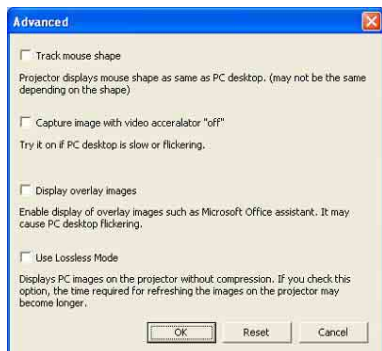 Advanced
Track mouse shape
Projector displays mouse shape as same as PC desktop. (may not be the same
depending on the shape)
Capture image with video acceralator "off"
Try it on if PC desktop is slow or flickering.
Display overlay images
Enable display of overlay images such as Microsoft Office assistant. It may
cause PC desktop flickering.
Use Lossless Mode
Displays PC images on the projector without compression. If you check this
option, the time required for refreshing the images on the projector may
become longer.
OK Reset Cancel